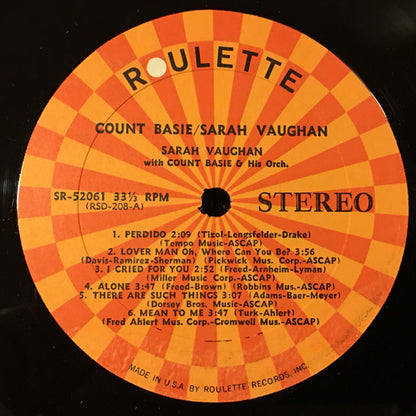 ROULETTE
COUNT BASIE/SARAH VAUGHAN
SARAH VAUGHAN
with COUNT BASIE & His Orch.
SR-52061 33⅓ RPM
(RSD-208-A)
STEREO
1. PERDIDO 2:09 (Tizol-Lengsfelder-Drake)
Tempo Music-ASCAP)
2. LOVER MAN Oh, Where Can You Be? 3:56
(Davis-Ramirez-Sherman) (Pickwick Mus. Corp.-ASCAP)
3. I CRIED FOR YOU 2:52 (Freed-Arnheim-Lyman)
(Miller Music Corp.-ASCAP)
4. ALONE 3:47 (Freed-Brown) (Robbins Mus.-ASCAP)
5. THERE ARE SUCH THINGS 3:07 (Adams-Baer-Meyer)
(Dorsey Bros. Music-ASCAP)
6. MEAN TO ME 3:47 (Turk-Ahlert)
(Fred Ahlert Mus. Corp.-Cromwell Mus.-ASCAP)
MADE IN U.S.A. BY ROULETTE RECORDS, INC.